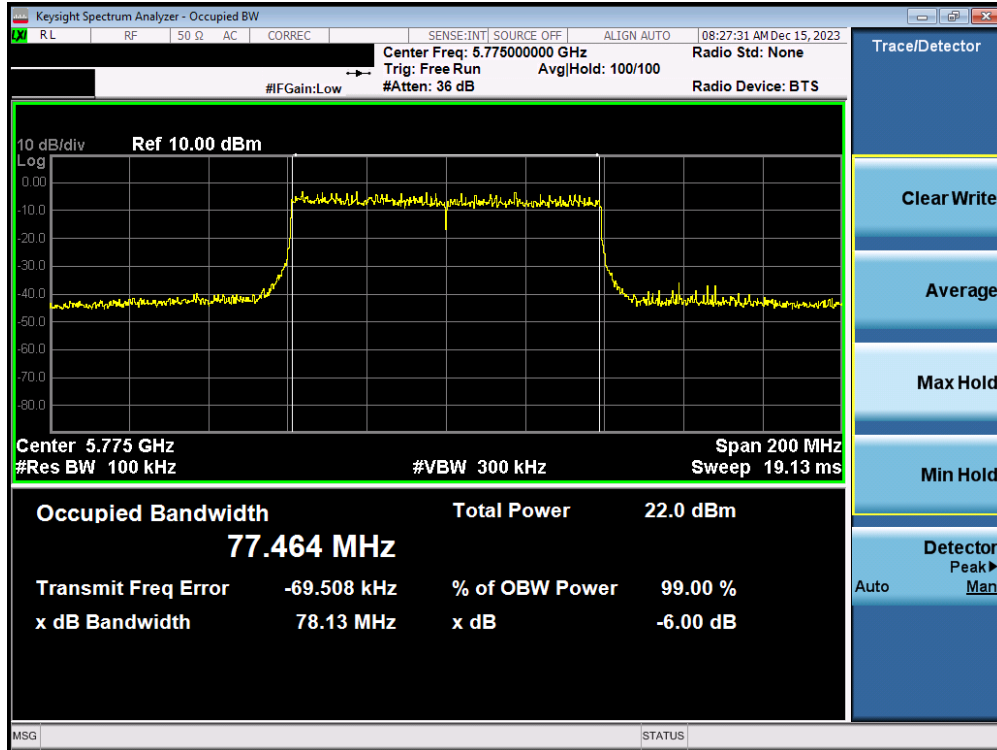 Keysight Spectrum Analyzer - Occupied BW
LXI RL RF 50 Ω AC CORREC SENSE:INT SOURCE OFF ALIGN AUTO 08:27:31 AM Dec 15, 2023
Center Freq: 5.775000000 GHz Radio Std: None
Trig: Free Run Avg|Hold: 100/100
#IFGain:Low #Atten: 36 dB Radio Device: BTS
Trace/Detector
10 dB/div Ref 10.00 dBm
Log
0.00
-10.0
-20.0
-30.0
-40.0
-50.0
-60.0
-70.0
-80.0
Center 5.775 GHz Span 200 MHz
#Res BW 100 kHz #VBW 300 kHz Sweep 19.13 ms
Occupied Bandwidth Total Power 22.0 dBm
77.464 MHz
Transmit Freq Error -69.508 kHz % of OBW Power 99.00 %
x dB Bandwidth 78.13 MHz x dB -6.00 dB
Clear Write
Average
Max Hold
Min Hold
Detector
Peak▶
Auto Man
MSG STATUS